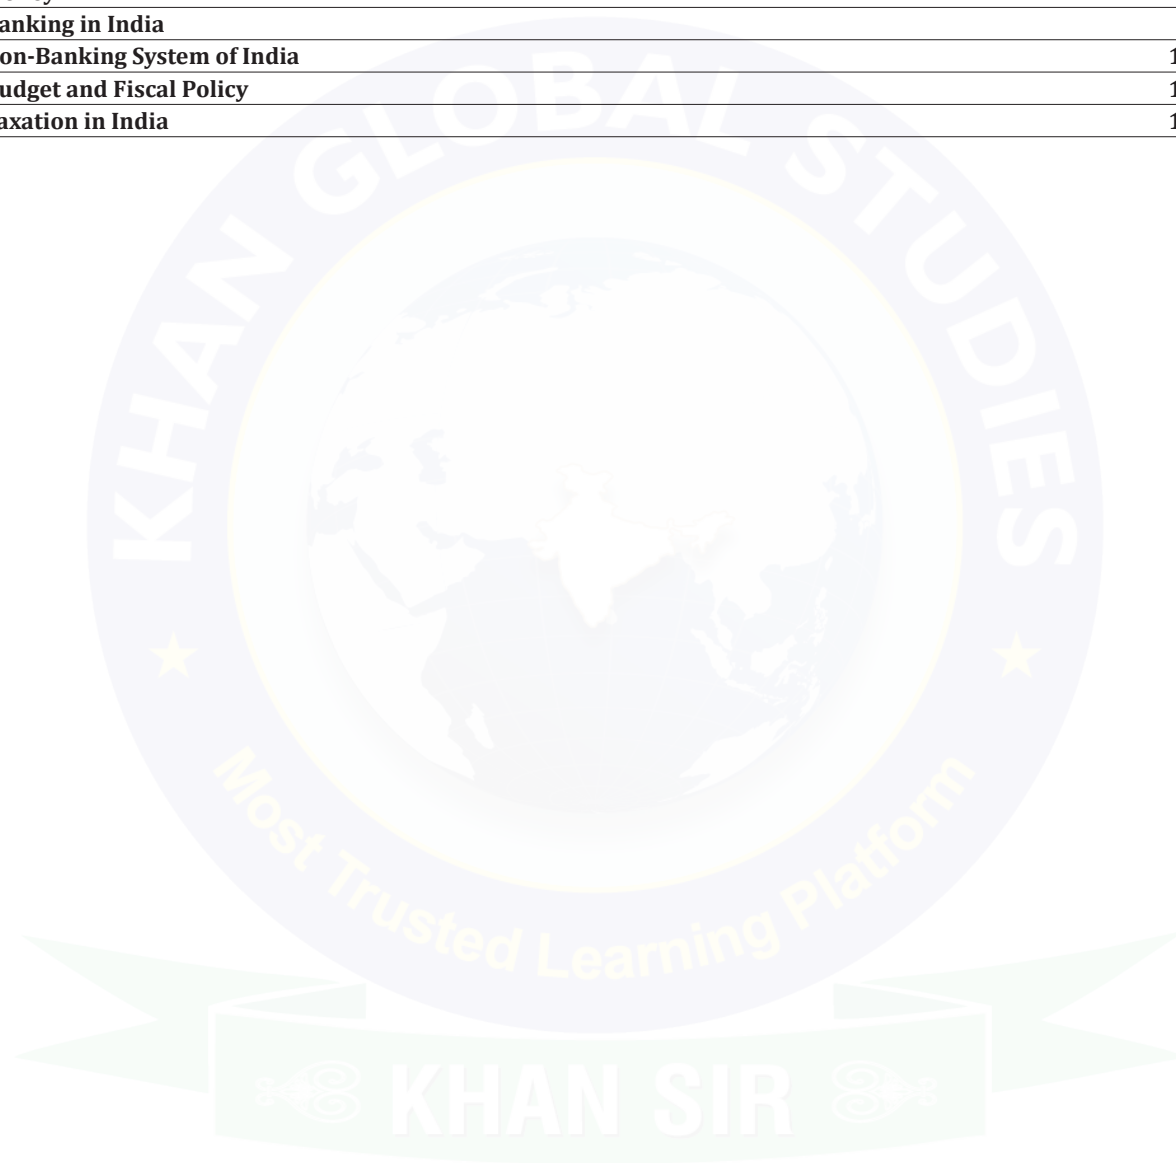 anking in India
on-Banking System of India 1
udget and Fiscal Policy 1
axation in India 1
KHAN GLOBAL STUDIES
Most Trusted Learning Platform
KHAN SIR